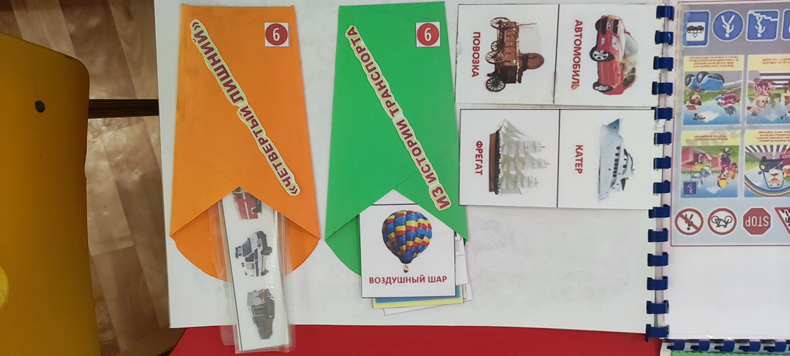 «ЧЕТВЕРТЫЙ ЛИШНИЙ»
6
ИЗ ИСТОРИИ ТРАНСПОРТА
6
ВОЗДУШНЫЙ ШАР
ПОВОЗКА
АВТОМОБИЛЬ
ФРЕГАТ
КАТЕР
STOP